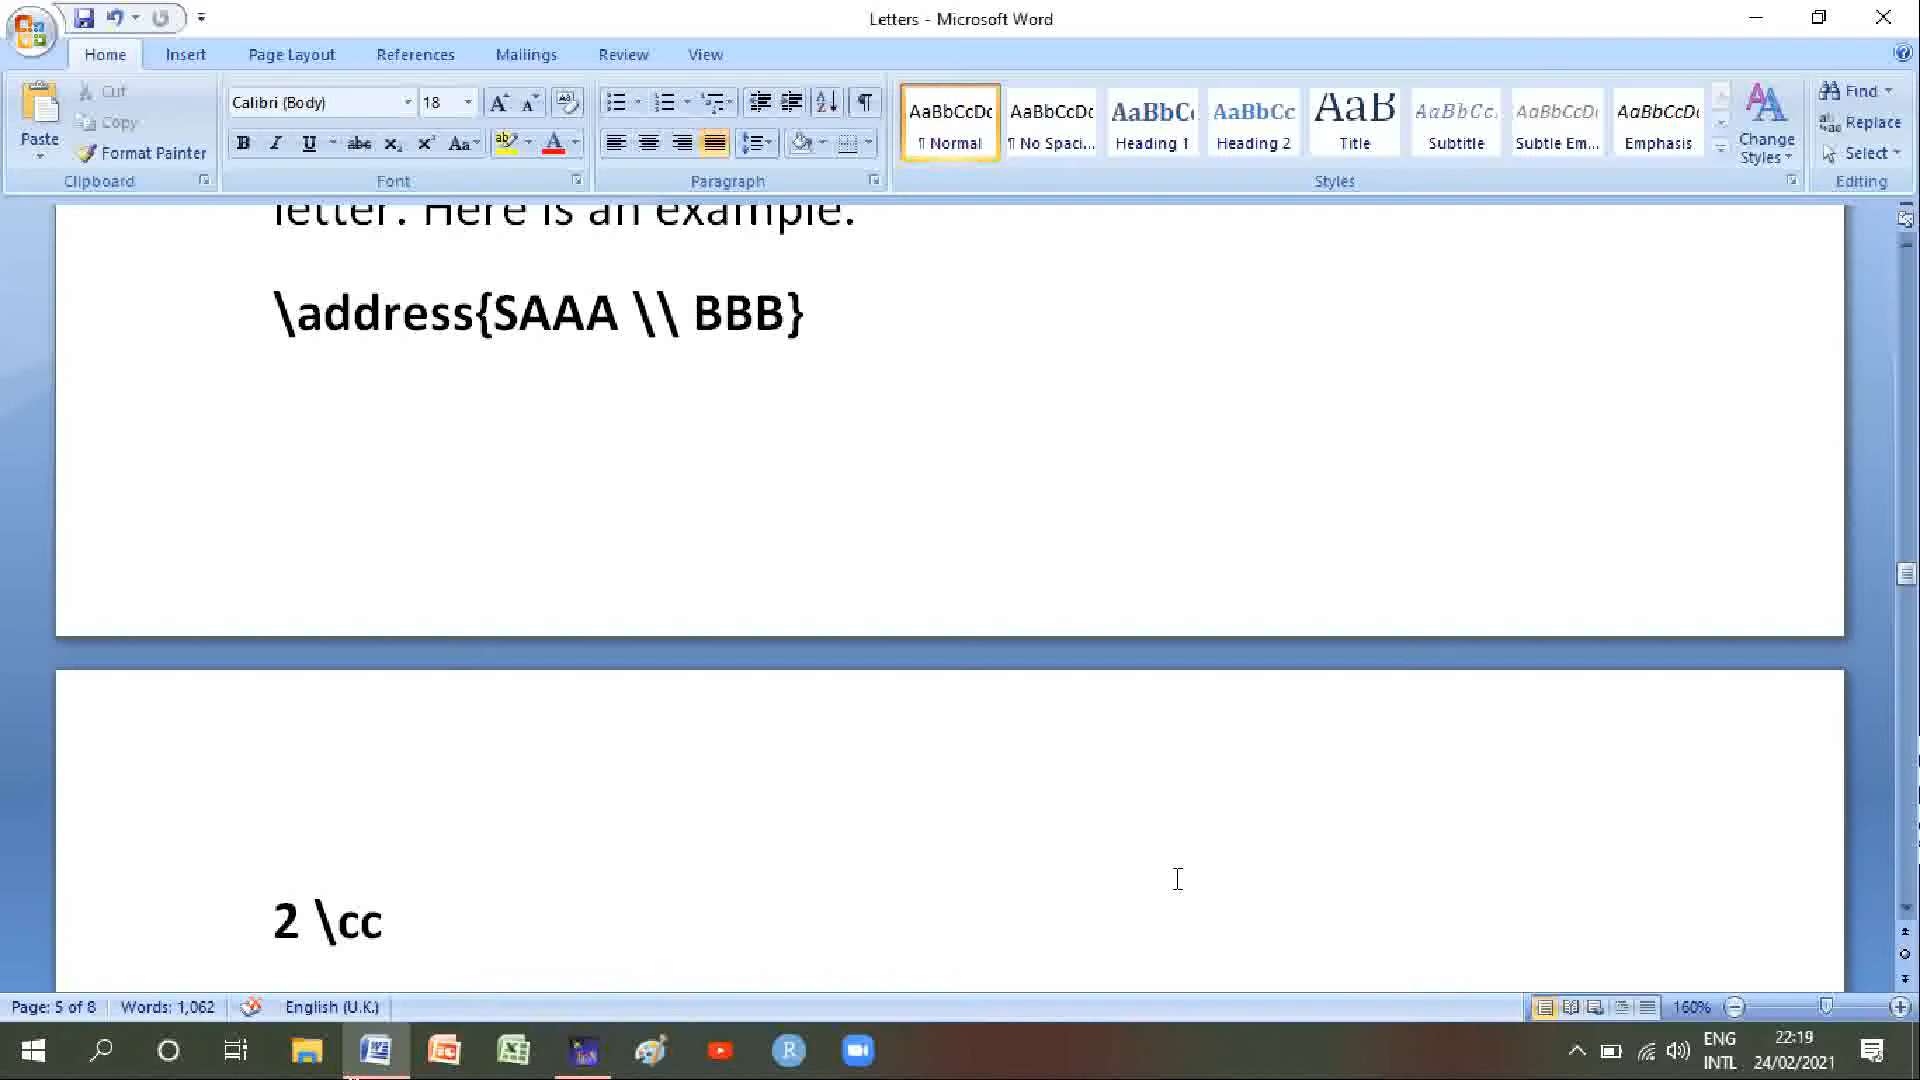 Letters - Microsoft Word
Home Insert Page Layout References Mailings Review View
Paste
Cut
Copy
Format Painter
Clipboard
Calibri (Body) 18
Font
Paragraph
AaBbCcDc AaBbCcDc AaBbC AaBbCc AaB AaBbCc. AaBbCcDi AaBbCcDi
¶ Normal ¶ No Spaci... Heading 1 Heading 2 Title Subtitle Subtle Em... Emphasis
Change Styles
Styles
Find
Replace
Select
Editing
letter. Here is an example.
\address{SAAA \\ BBB}
2 \cc
Page: 5 of 8 Words: 1,062 English (U.K.) 160%
ENG INTL
22:19
24/02/2021